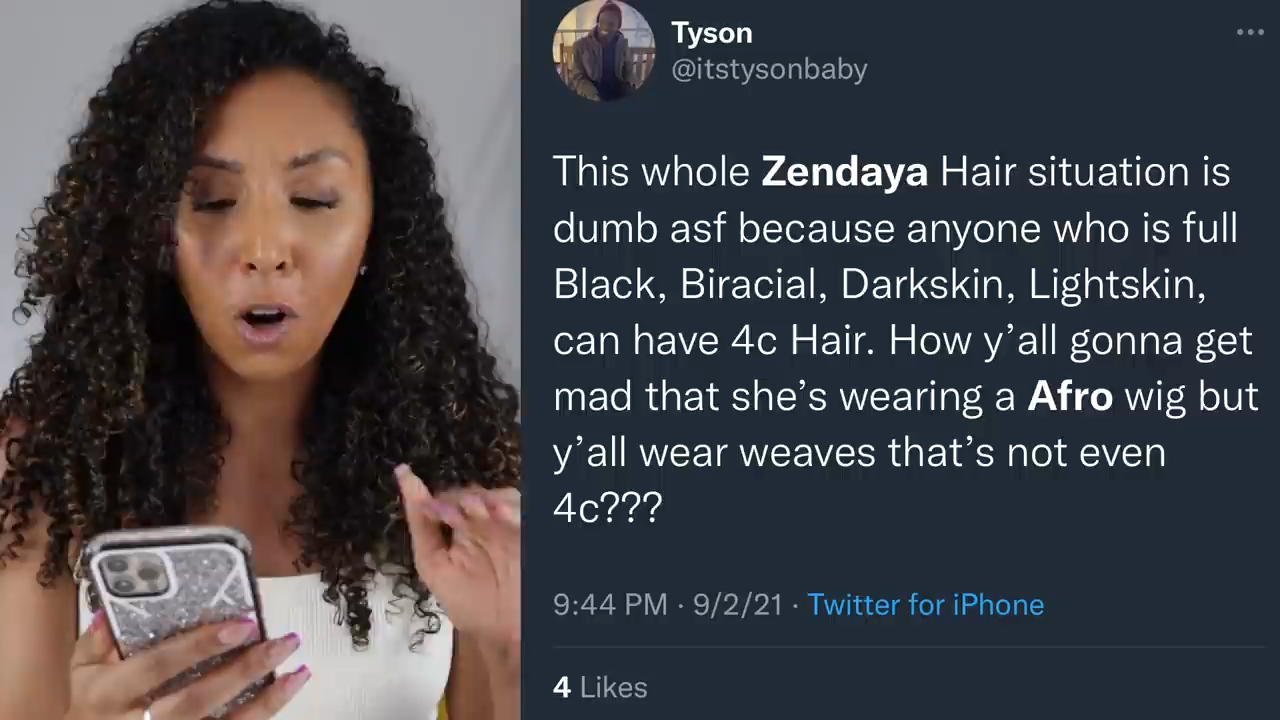 Tyson
@itstysonbaby
This whole Zendaya Hair situation is
dumb asf because anyone who is full
Black, Biracial, Darkskin, Lightskin,
can have 4c Hair. How y’all gonna get
mad that she’s wearing a Afro wig but
y’all wear weaves that’s not even
4c???
9:44 PM · 9/2/21 · Twitter for iPhone
4 Likes